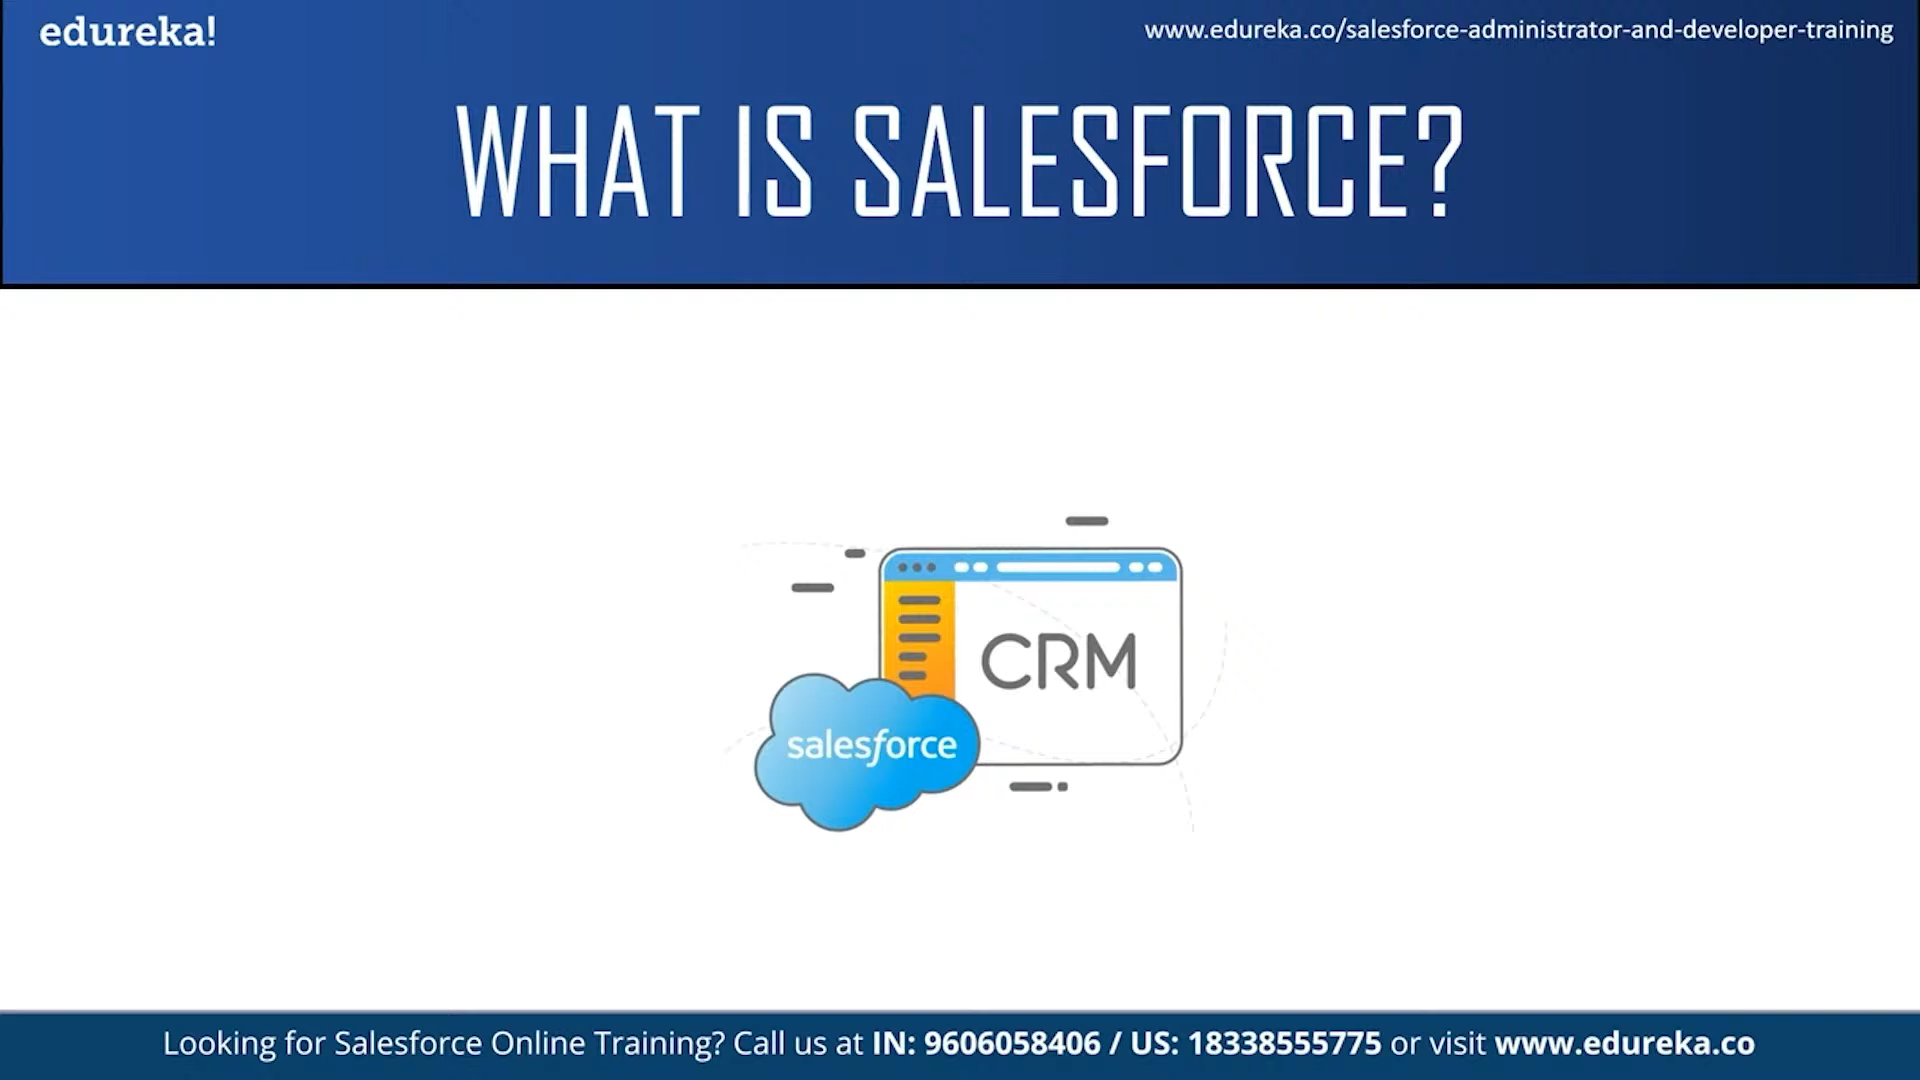 edureka!
www.edureka.co/salesforce-administrator-and-developer-training
WHAT IS SALESFORCE?
CRM
salesforce
Looking for Salesforce Online Training? Call us at IN: 9606058406 / US: 18338555775 or visit www.edureka.co